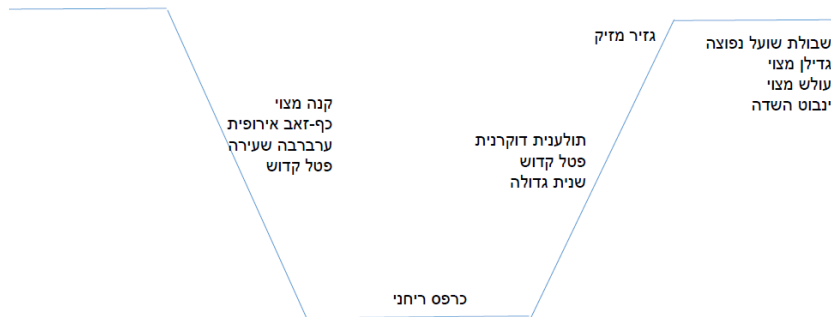 גזיר מזיק
שבולת שועל נפוצה
גדילן מצוי
עולש מצוי
ינבוט השדה
תולענית דוקרנית
פטל קדוש
שנית גדולה
קנה מצוי
כף-זאב אירופית
ערברבה שעירה
פטל קדוש
כרפס ריחני